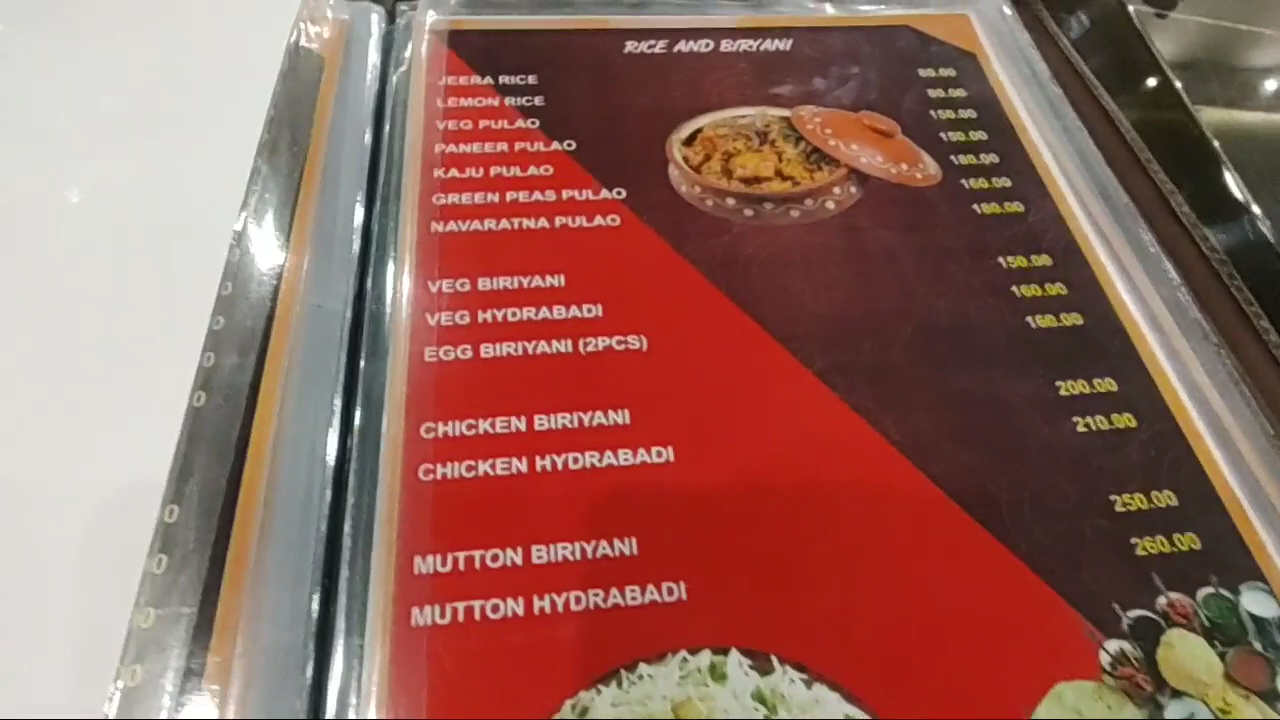 RICE AND BIRYANI
JEERA RICE 80.00
LEMON RICE 80.00
VEG PULAO 150.00
PANEER PULAO 150.00
KAJU PULAO 180.00
GREEN PEAS PULAO 160.00
NAVARATNA PULAO 180.00
VEG BIRIYANI 150.00
VEG HYDRABADI 160.00
EGG BIRIYANI (2PCS) 160.00
CHICKEN BIRIYANI 200.00
CHICKEN HYDRABADI 210.00
MUTTON BIRIYANI 250.00
MUTTON HYDRABADI 260.00